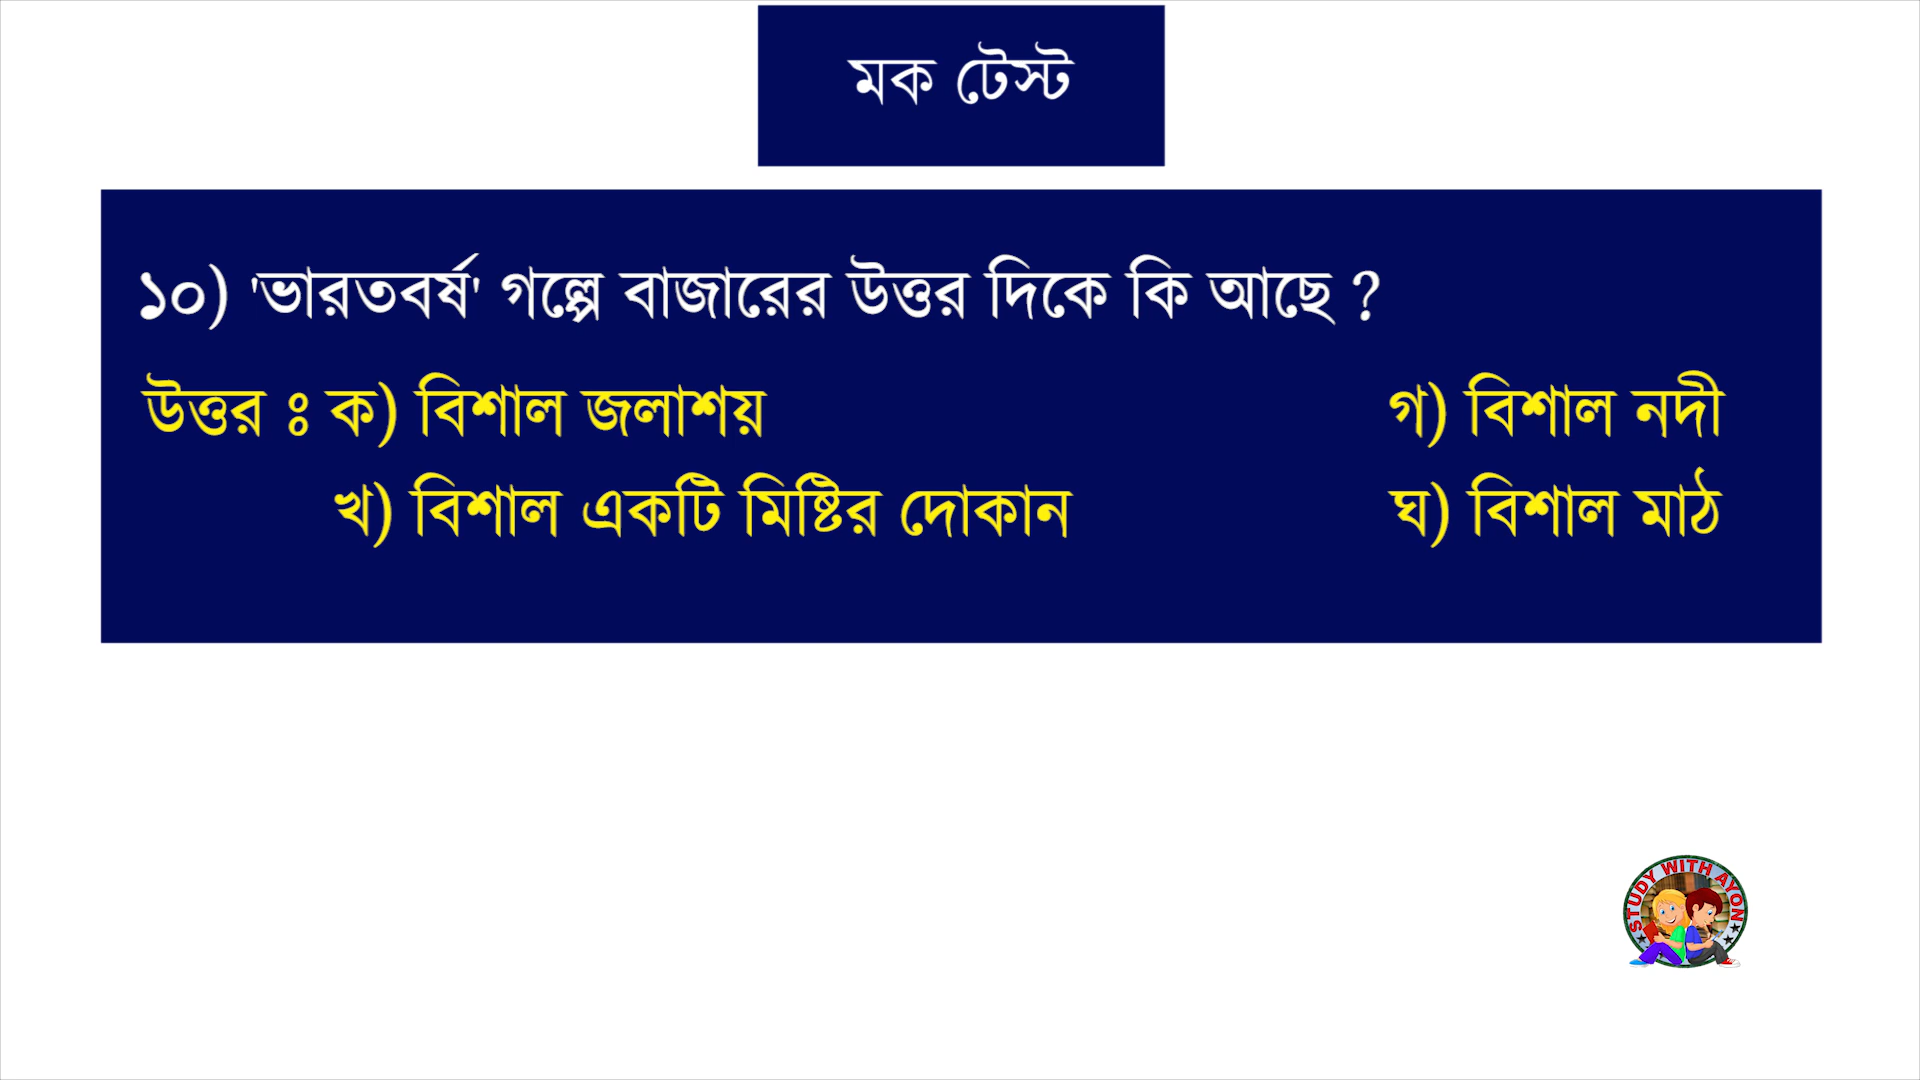 মক টেস্ট
১০) 'ভারতবর্ষ' গল্পে বাজারের উত্তর দিকে কি আছে ?
উত্তর ঃ ক) বিশাল জলাশয় গ) বিশাল নদী
খ) বিশাল একটি মিষ্টির দোকান ঘ) বিশাল মাঠ
STUDY WITH AYON